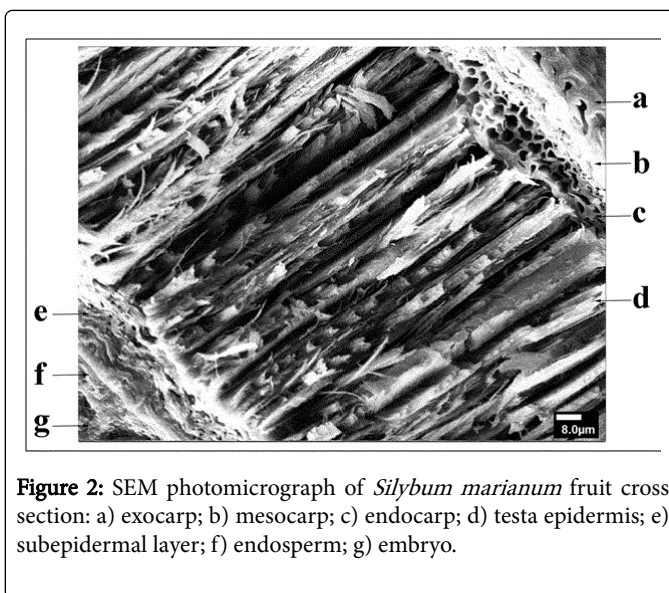 a
b
c
d
e
f
g
8.0µm
Figure 2: SEM photomicrograph of Silybum marianum fruit cross
section: a) exocarp; b) mesocarp; c) endocarp; d) testa epidermis; e)
subepidermal layer; f) endosperm; g) embryo.